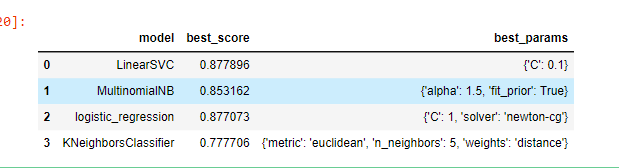 20]:
model best_score best_params
0 LinearSVC 0.877896 {'C': 0.1}
1 MultinomialNB 0.853162 {'alpha': 1.5, 'fit_prior': True}
2 logistic_regression 0.877073 {'C': 1, 'solver': 'newton-cg'}
3 KNeighborsClassifier 0.777706 {'metric': 'euclidean', 'n_neighbors': 5, 'weights': 'distance'}